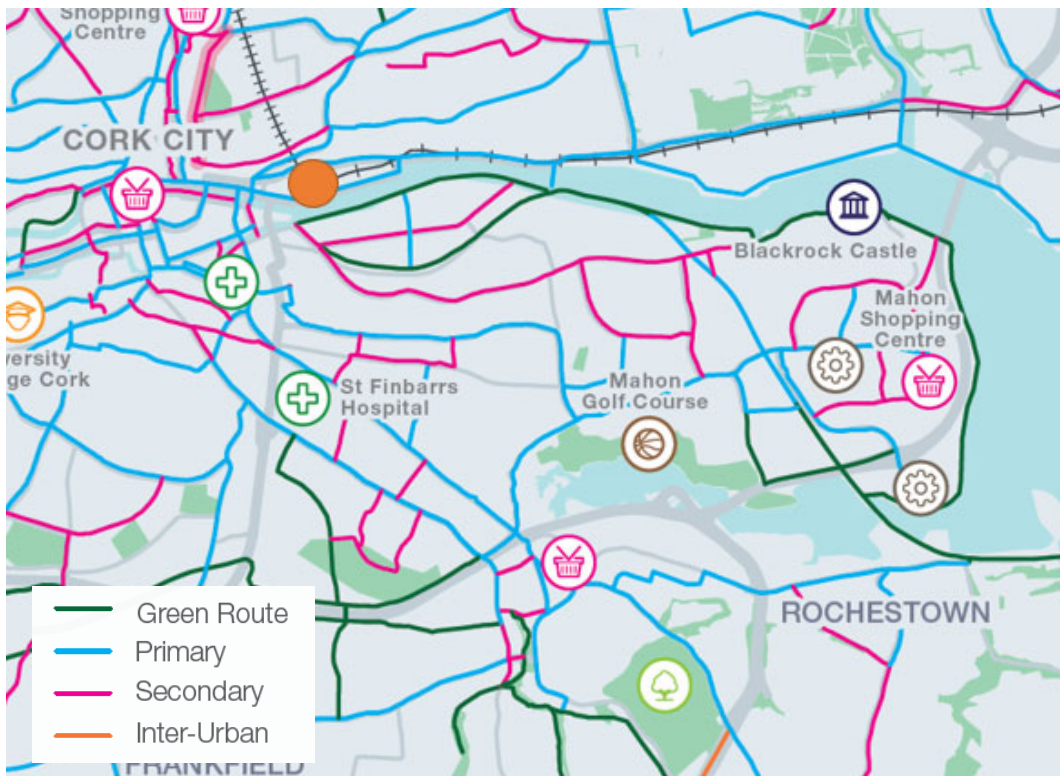 Shopping
Centre
CORK CITY
Blackrock Castle
Mahon
Shopping
Centre
versity
ge Cork
St Finbarrs
Hospital
Mahon
Golf Course
ROCHESTOWN
Green Route
Primary
Secondary
Inter-Urban
FRANKFIELD